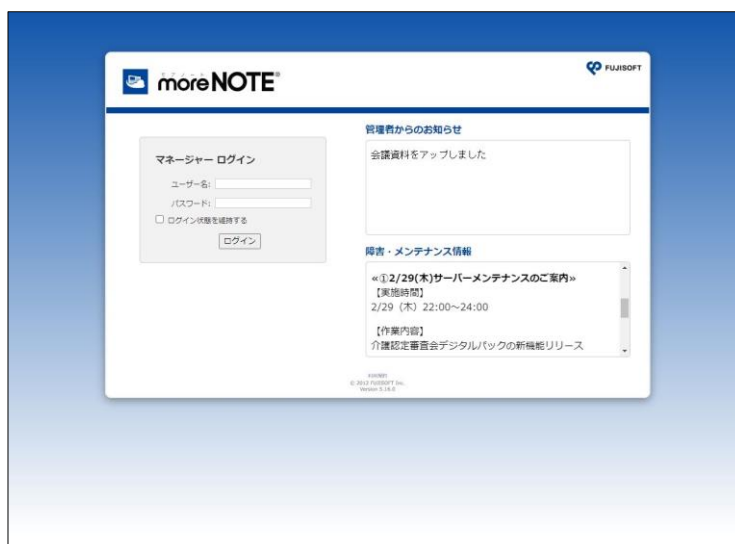 moreNOTE®
FUJISOFT
マネージャー ログイン
ユーザー名:
パスワード:
ログイン状態を維持する
ログイン
管理者からのお知らせ
会議資料をアップしました
障害・メンテナンス情報
≪①2/29(木)サーバーメンテナンスのご案内≫
【実施時間】
2/29（木）22:00～24:00
【作業内容】
介護認定審査会デジタルパックの新機能リリース
© 2012 FUJISOFT Inc.